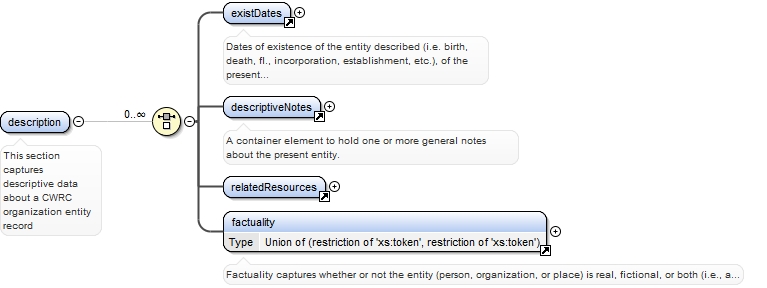 existDates
Dates of existence of the entity described (i.e. birth,
death, fl., incorporation, establishment, etc.), of the
present...
0..∞
description
This section
captures
descriptive data
about a CWRC
organization entity
record
descriptiveNotes
A container element to hold one or more general notes
about the present entity.
relatedResources
factuality
Type Union of (restriction of 'xs:token', restriction of 'xs:token')
Factuality captures whether or not the entity (person, organization, or place) is real, fictional, or both (i.e., a...